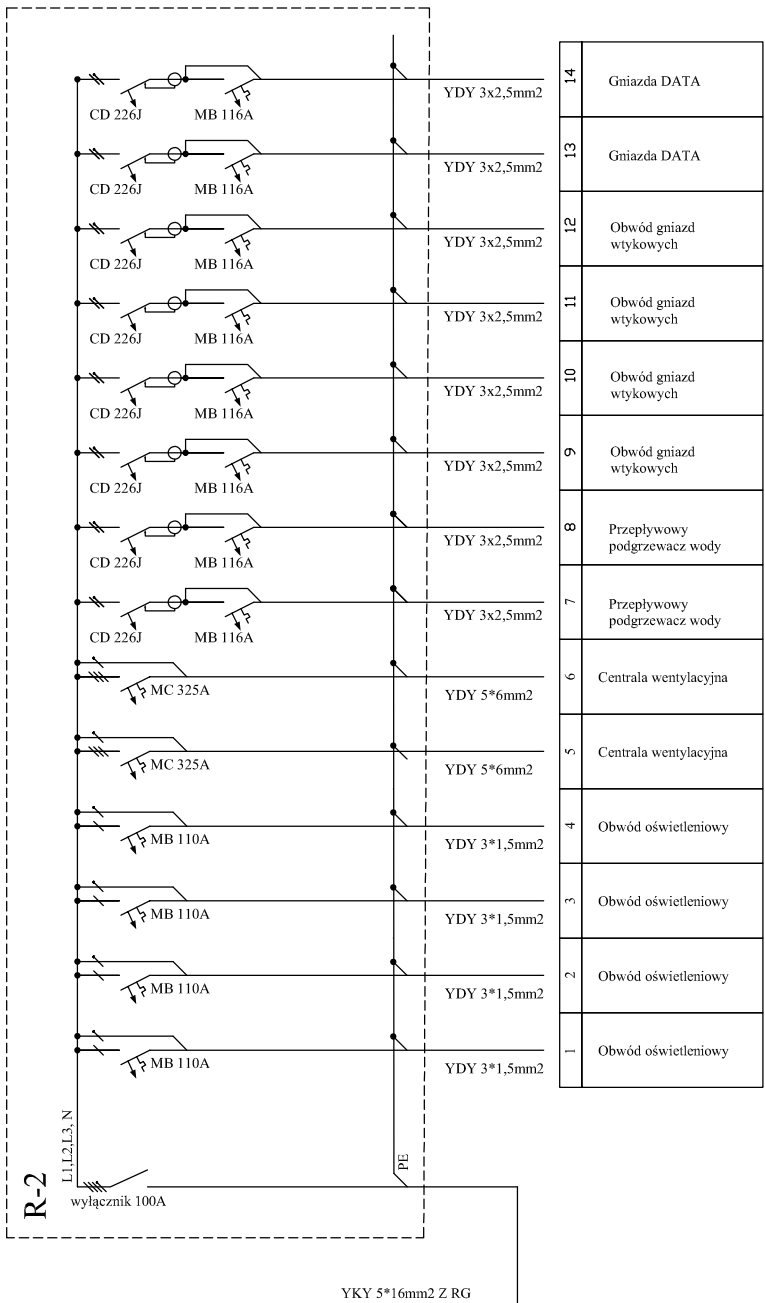 14
Gniazda DATA
YDY 3x2,5mm2
CD 226J
MB 116A
13
Gniazda DATA
YDY 3x2,5mm2
CD 226J
MB 116A
12
Obwód gniazd
wtykowych
YDY 3x2,5mm2
CD 226J
MB 116A
11
Obwód gniazd
wtykowych
YDY 3x2,5mm2
CD 226J
MB 116A
10
Obwód gniazd
wtykowych
YDY 3x2,5mm2
CD 226J
MB 116A
9
Obwód gniazd
wtykowych
YDY 3x2,5mm2
CD 226J
MB 116A
8
Przepływowy
podgrzewacz wody
YDY 3x2,5mm2
CD 226J
MB 116A
7
Przepływowy
podgrzewacz wody
YDY 3x2,5mm2
CD 226J
MB 116A
6
Centrala wentylacyjna
MC 325A
YDY 5*6mm2
5
Centrala wentylacyjna
MC 325A
YDY 5*6mm2
4
Obwód oświetleniowy
MB 110A
YDY 3*1,5mm2
3
Obwód oświetleniowy
MB 110A
YDY 3*1,5mm2
2
Obwód oświetleniowy
MB 110A
YDY 3*1,5mm2
1
Obwód oświetleniowy
MB 110A
YDY 3*1,5mm2
L1,L2,L3, N
PE
R-2
wyłącznik 100A
YKY 5*16mm2 Z RG